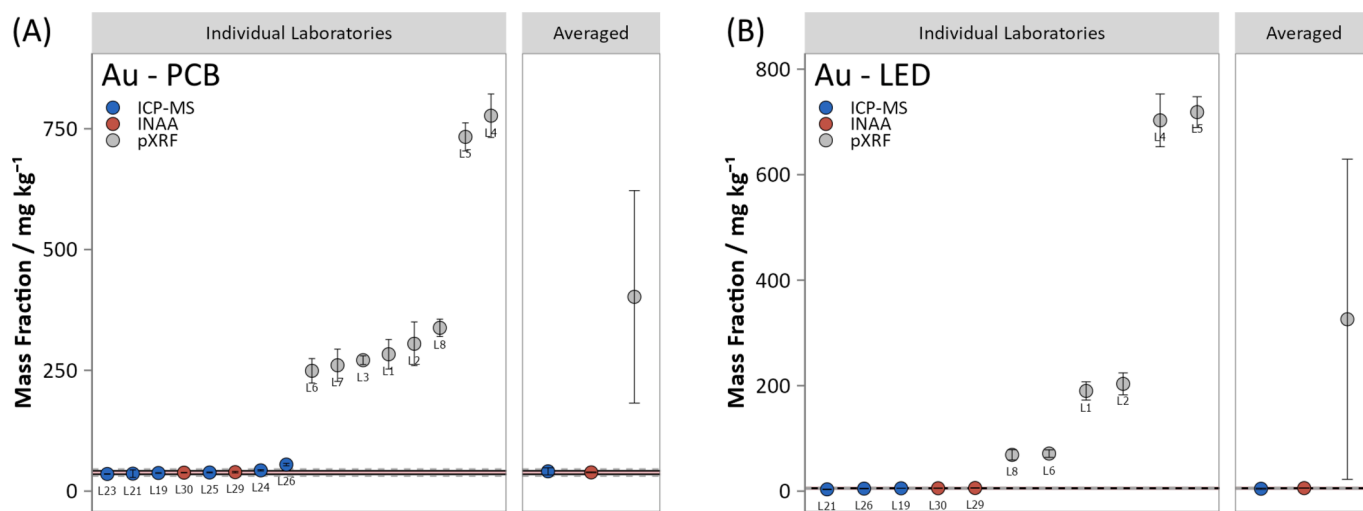 (A)
Individual Laboratories
Averaged
Au - PCB
ICP-MS
INAA
pXRF
Mass Fraction / mg kg⁻¹
750
500
250
0
L23
L21
L19
L30
L25
L29
L24
L26
L6
L7
L3
L1
L2
L8
L5
L4
(B)
Individual Laboratories
Averaged
Au - LED
ICP-MS
INAA
pXRF
Mass Fraction / mg kg⁻¹
800
600
400
200
0
L21
L26
L19
L30
L29
L8
L6
L1
L2
L4
L5